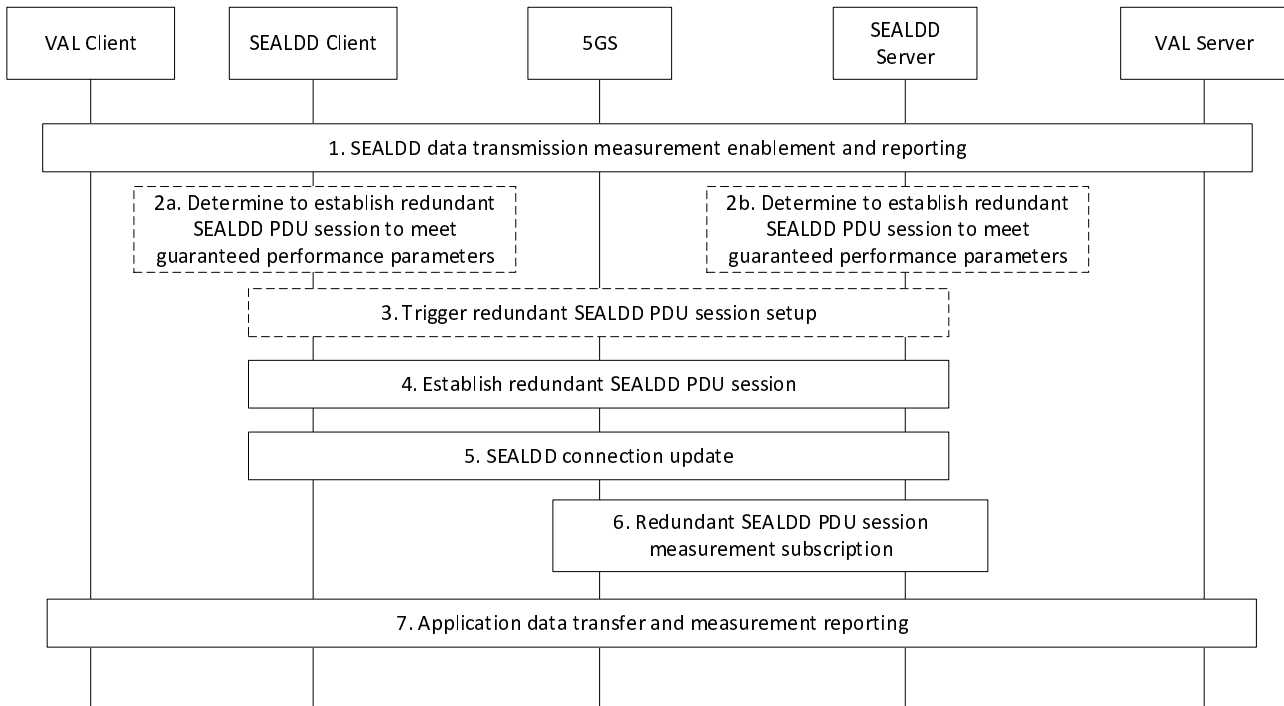 VAL Client
SEALDD Client
5GS
SEALDD
Server
VAL Server
1. SEALDD data transmission measurement enablement and reporting
2a. Determine to establish redundant
SEALDD PDU session to meet
guaranteed performance parameters
2b. Determine to establish redundant
SEALDD PDU session to meet
guaranteed performance parameters
3. Trigger redundant SEALDD PDU session setup
4. Establish redundant SEALDD PDU session
5. SEALDD connection update
6. Redundant SEALDD PDU session
measurement subscription
7. Application data transfer and measurement reporting